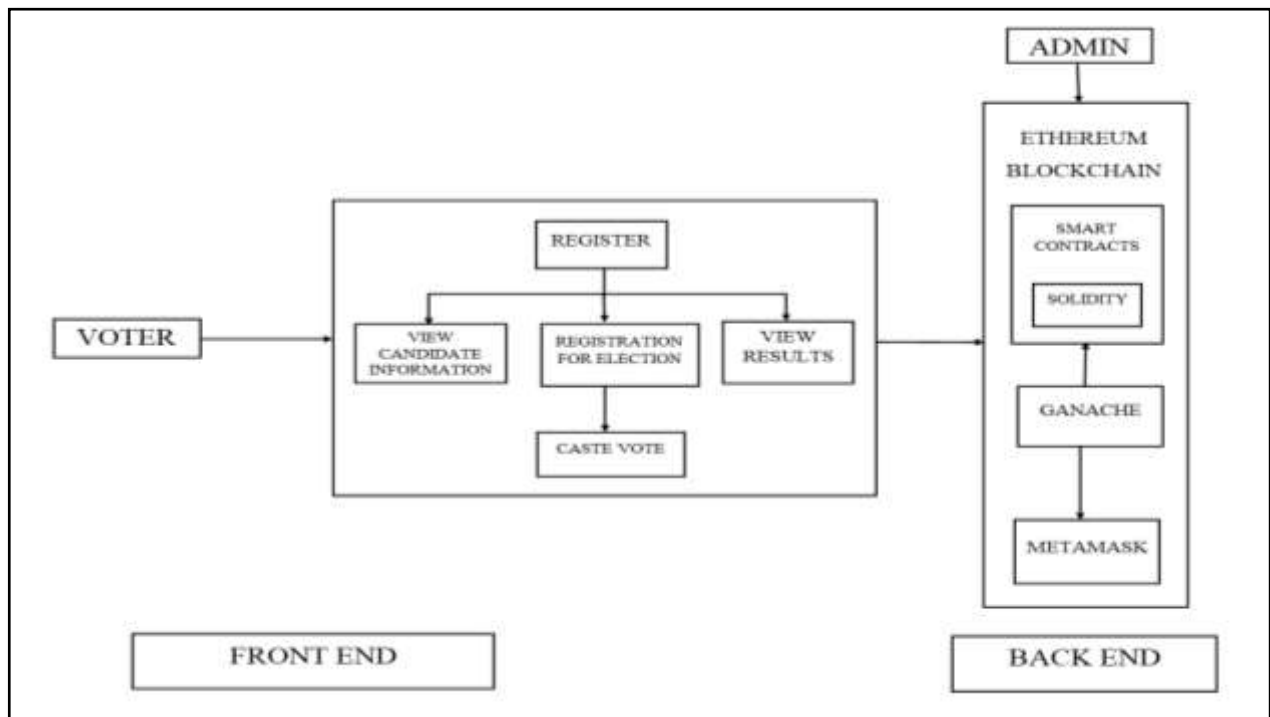 ADMIN
ETHEREUM
BLOCKCHAIN
SMART
CONTRACTS
SOLIDITY
GANACHE
METAMASK
REGISTER
VIEW
CANDIDATE
INFORMATION
REGISTRATION
FOR ELECTION
VIEW
RESULTS
CASTE VOTE
VOTER
FRONT END
BACK END